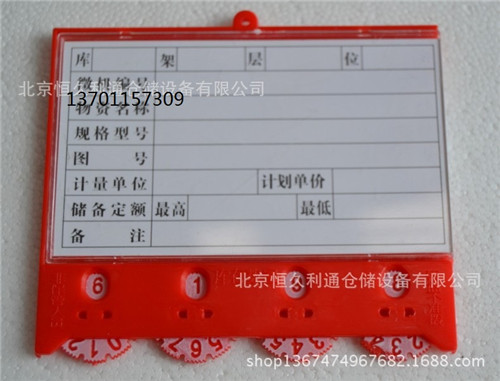 库 架 层 位
微机编号
北京恒久利通仓储设备有限公司
13701157309
物资名称
规格型号
图 号
计量单位 计划单价
储备定额 最高 最低
备 注
北京恒久利通仓储设备有限公司
6 1 8 6
shop1367474967682.1688.com